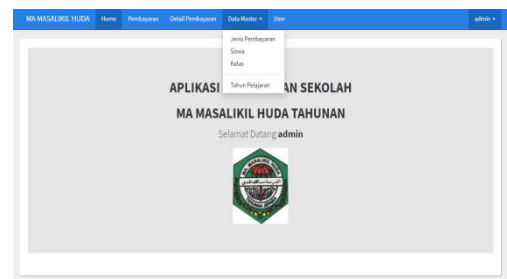 MA MASALIKIL HUDA Home Pembayaran Detail Pembayaran Data Master User admin
Jenis Pembayaran
Siswa
Kelas
Tahun Pelajaran
APLIKASI AN SEKOLAH
MA MASALIKIL HUDA TAHUNAN
Selamat Datang admin